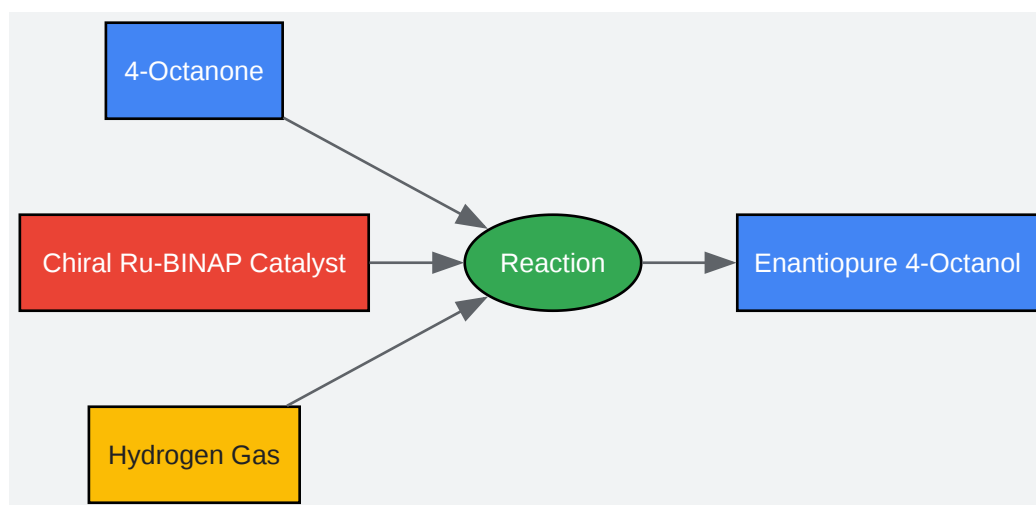 4-Octanone
Chiral Ru-BINAP Catalyst
Reaction
Enantiopure 4-Octanol
Hydrogen Gas